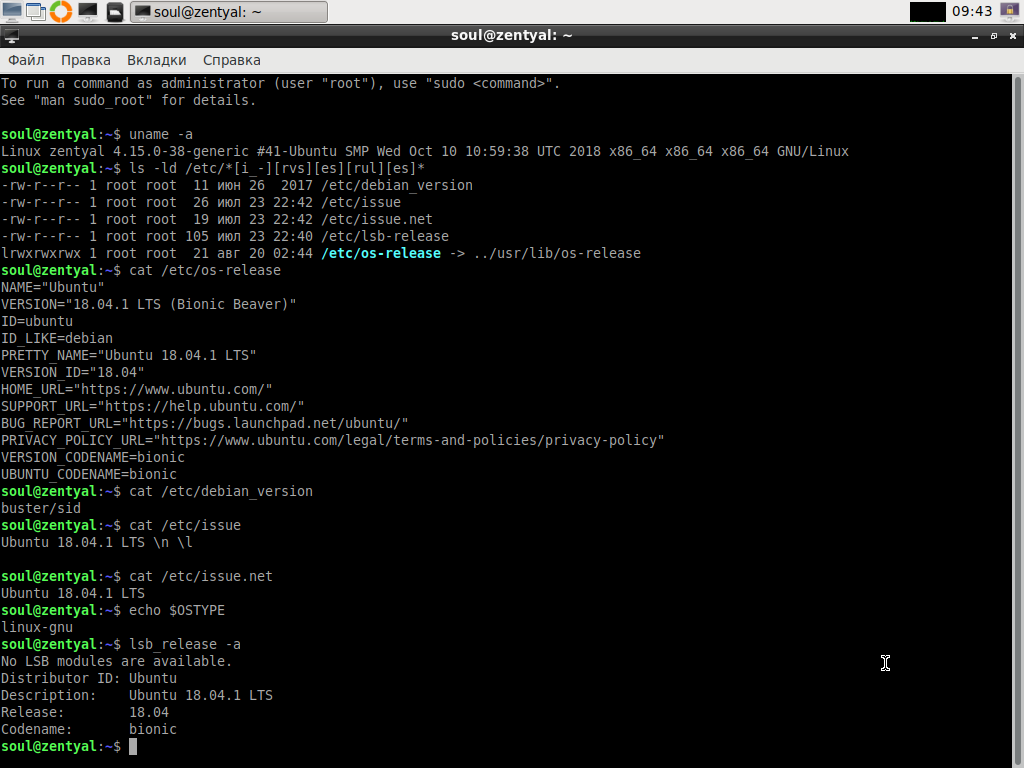 soul@zentyal: ~
09:43
soul@zentyal: ~
Файл Правка Вкладки Справка
To run a command as administrator (user "root"), use "sudo <command>".
See "man sudo_root" for details.
soul@zentyal:~$ uname -a
Linux zentyal 4.15.0-38-generic #41-Ubuntu SMP Wed Oct 10 10:59:38 UTC 2018 x86_64 x86_64 x86_64 GNU/Linux
soul@zentyal:~$ ls -ld /etc/*[i_-][rvs][es][rul][es]*
-rw-r--r-- 1 root root  11 июн 26  2017 /etc/debian_version
-rw-r--r-- 1 root root  26 июл 23 22:42 /etc/issue
-rw-r--r-- 1 root root  19 июл 23 22:42 /etc/issue.net
-rw-r--r-- 1 root root 105 июл 23 22:40 /etc/lsb-release
lrwxrwxrwx 1 root root  21 авг 20 02:44 /etc/os-release -> ../usr/lib/os-release
soul@zentyal:~$ cat /etc/os-release
NAME="Ubuntu"
VERSION="18.04.1 LTS (Bionic Beaver)"
ID=ubuntu
ID_LIKE=debian
PRETTY_NAME="Ubuntu 18.04.1 LTS"
VERSION_ID="18.04"
HOME_URL="https://www.ubuntu.com/"
SUPPORT_URL="https://help.ubuntu.com/"
BUG_REPORT_URL="https://bugs.launchpad.net/ubuntu/"
PRIVACY_POLICY_URL="https://www.ubuntu.com/legal/terms-and-policies/privacy-policy"
VERSION_CODENAME=bionic
UBUNTU_CODENAME=bionic
soul@zentyal:~$ cat /etc/debian_version
buster/sid
soul@zentyal:~$ cat /etc/issue
Ubuntu 18.04.1 LTS \n \l
soul@zentyal:~$ cat /etc/issue.net
Ubuntu 18.04.1 LTS
soul@zentyal:~$ echo $OSTYPE
linux-gnu
soul@zentyal:~$ lsb_release -a
No LSB modules are available.
Distributor ID: Ubuntu
Description:    Ubuntu 18.04.1 LTS
Release:        18.04
Codename:       bionic
soul@zentyal:~$